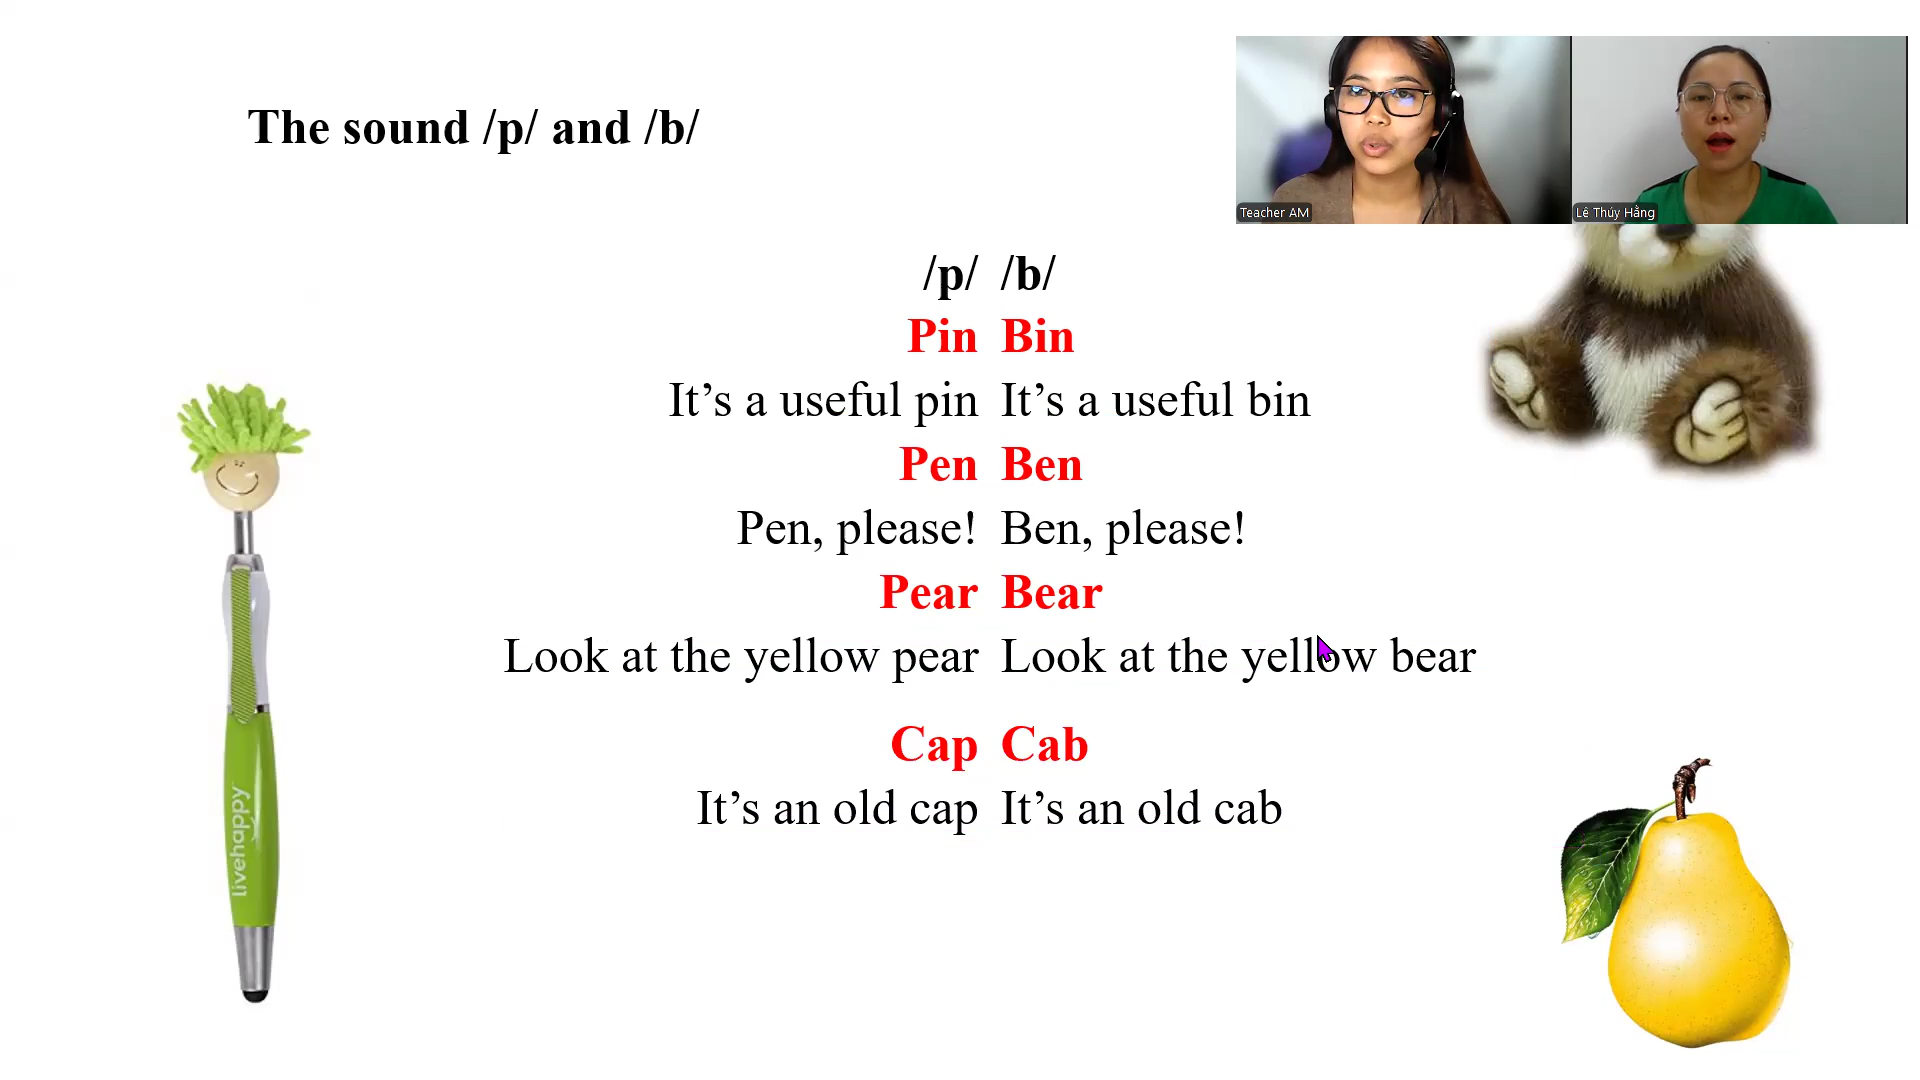 The sound /p/ and /b/
Teacher AM
Lê Thúy Hằng
/p/ /b/
Pin Bin
It’s a useful pin It’s a useful bin
Pen Ben
Pen, please! Ben, please!
Pear Bear
Look at the yellow pear Look at the yellow bear
Cap Cab
It’s an old cap It’s an old cab
livehappy